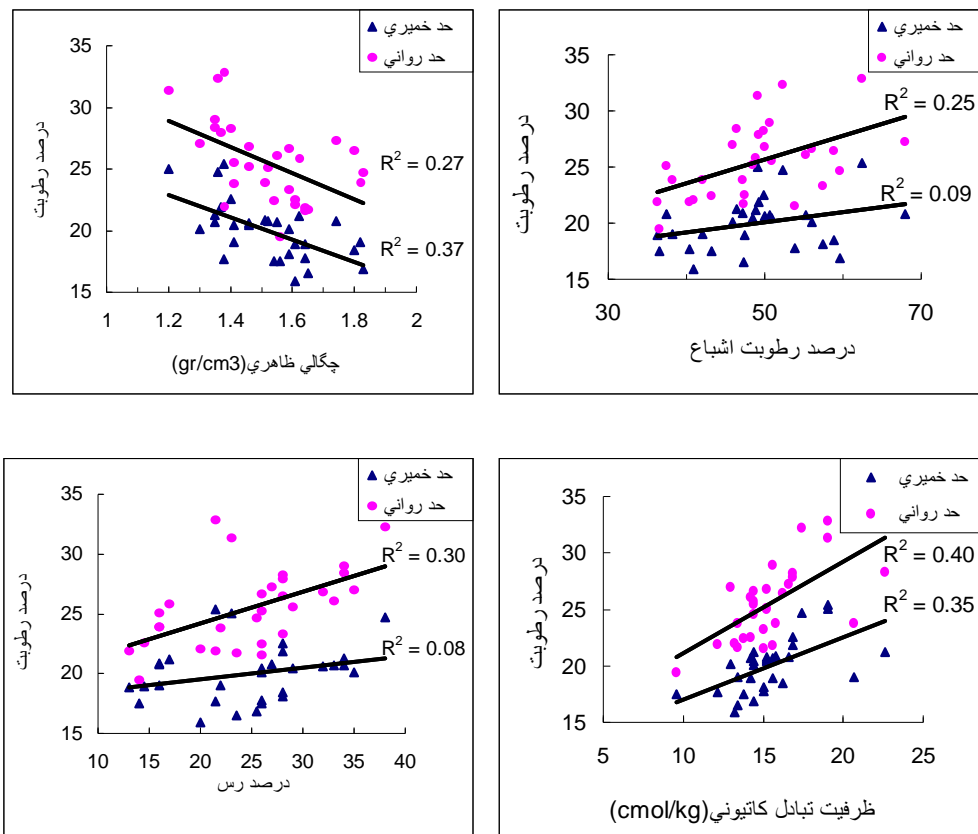 حد خميري
حد رواني
35
30
25
20
15
درصد رطوبت
R² = 0.27
R² = 0.37
1
1.2
1.4
1.6
1.8
2
چگالي ظاهري(gr/cm3)
حد خميري
حد رواني
35
30
25
20
15
درصد رطوبت
R² = 0.25
R² = 0.09
30
50
70
درصد رطوبت اشباع
حد خميري
حد رواني
35
30
25
20
15
درصد رطوبت
R² = 0.30
R² = 0.08
10
15
20
25
30
35
40
درصد رس
حد خميري
حد رواني
35
30
25
20
15
درصد رطوبت
R² = 0.40
R² = 0.35
5
10
15
20
25
ظرفيت تبادل كاتيوني(cmol/kg)